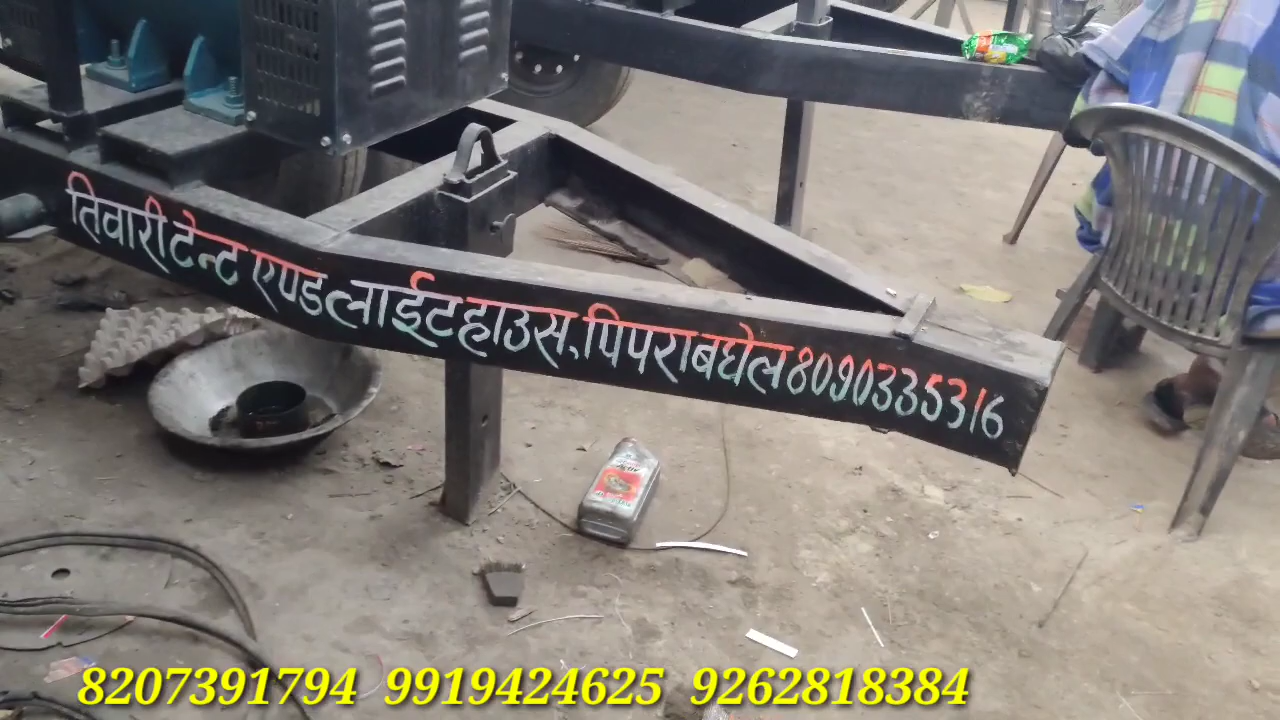 तिवारी टेन्ट एण्ड लाईट हाउस, पिपरा बघेल 8090335316
8207391794 9919424625 9262818384